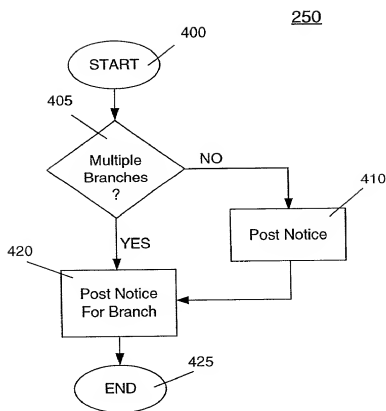 250
400
START
405
Multiple
Branches
?
NO
410
Post Notice
YES
420
Post Notice
For Branch
425
END